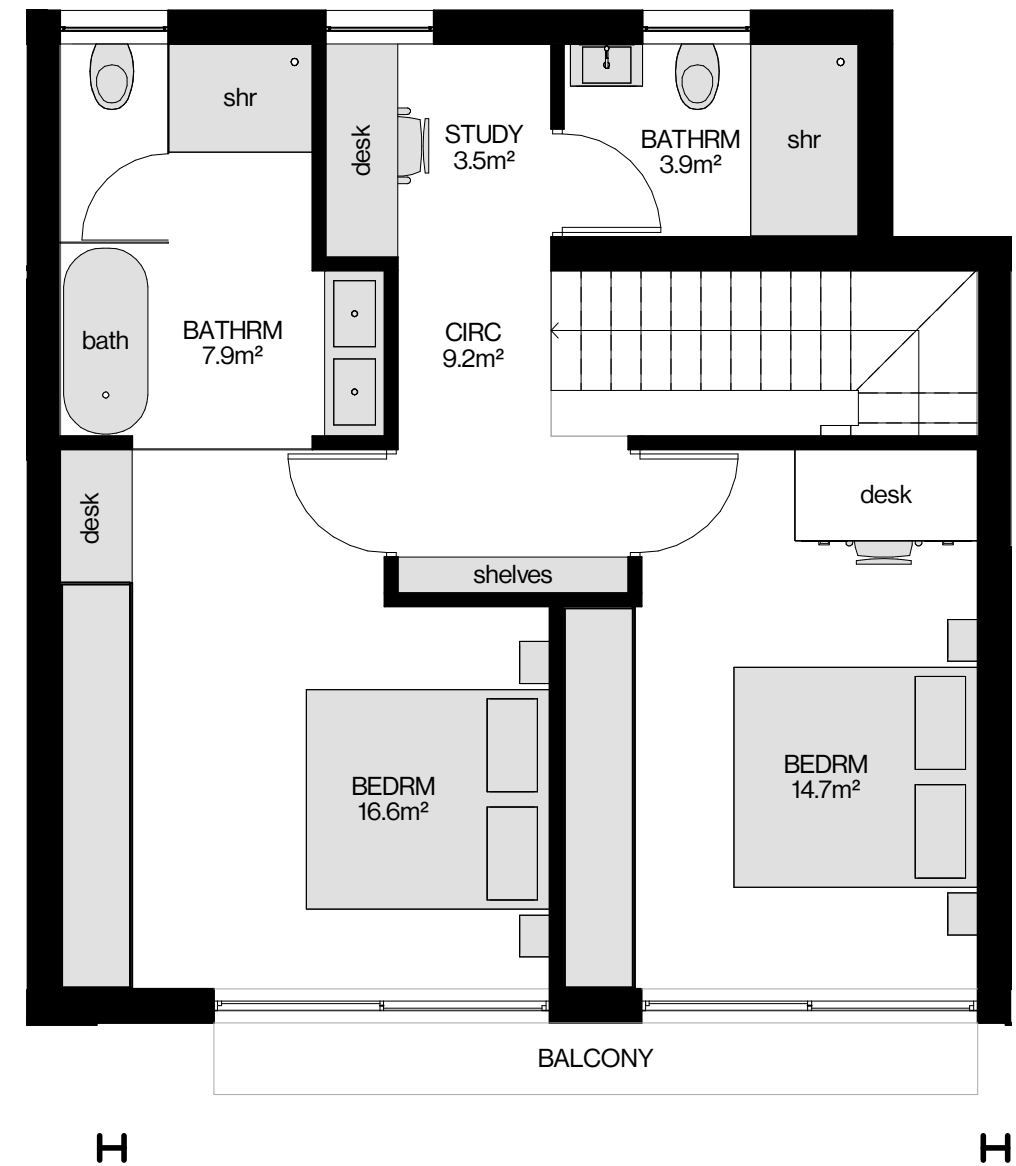 shr
desk
STUDY
3.5m²
BATHRM
3.9m²
shr
bath
BATHRM
7.9m²
CIRC
9.2m²
desk
desk
shelves
BEDRM
16.6m²
BEDRM
14.7m²
BALCONY
H
H